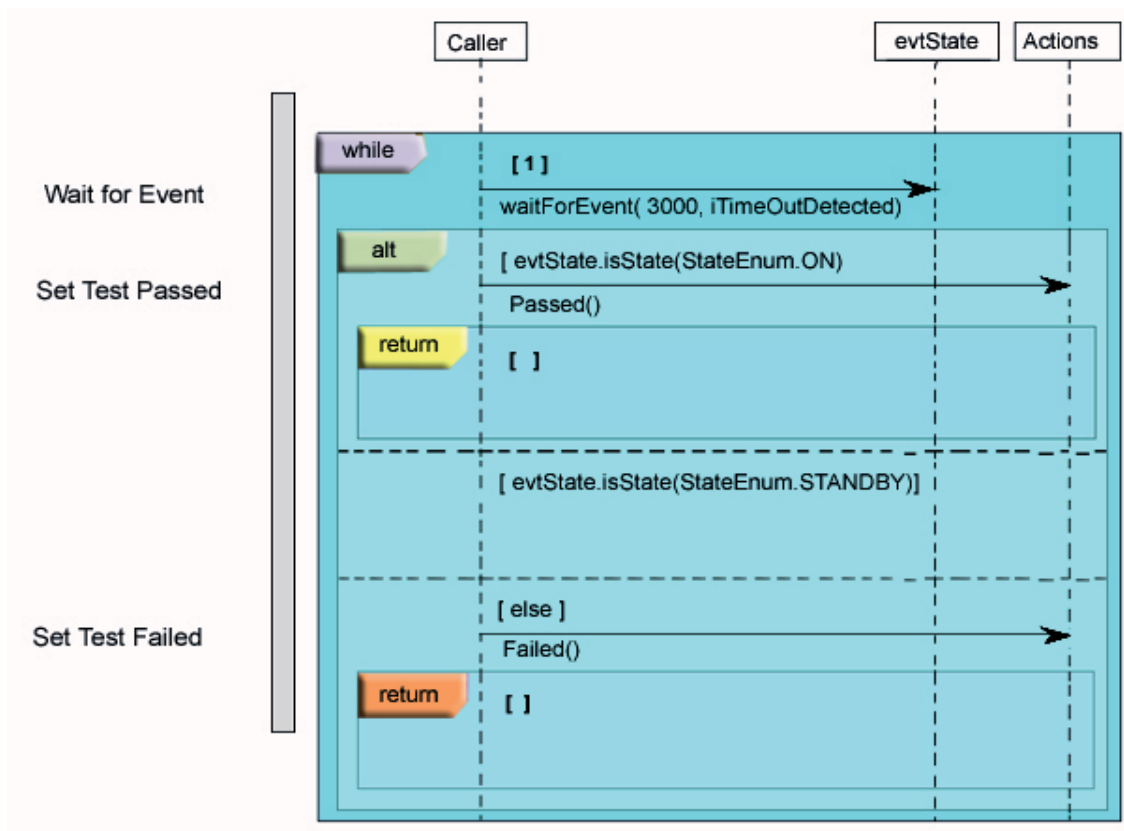 Caller
evtState
Actions
while
[ 1 ]
Wait for Event
waitForEvent( 3000, iTimeOutDetected)
alt
[ evtState.isState(StateEnum.ON)
Set Test Passed
Passed()
return
[ ]
[ evtState.isState(StateEnum.STANDBY)]
[ else ]
Set Test Failed
Failed()
return
[ ]